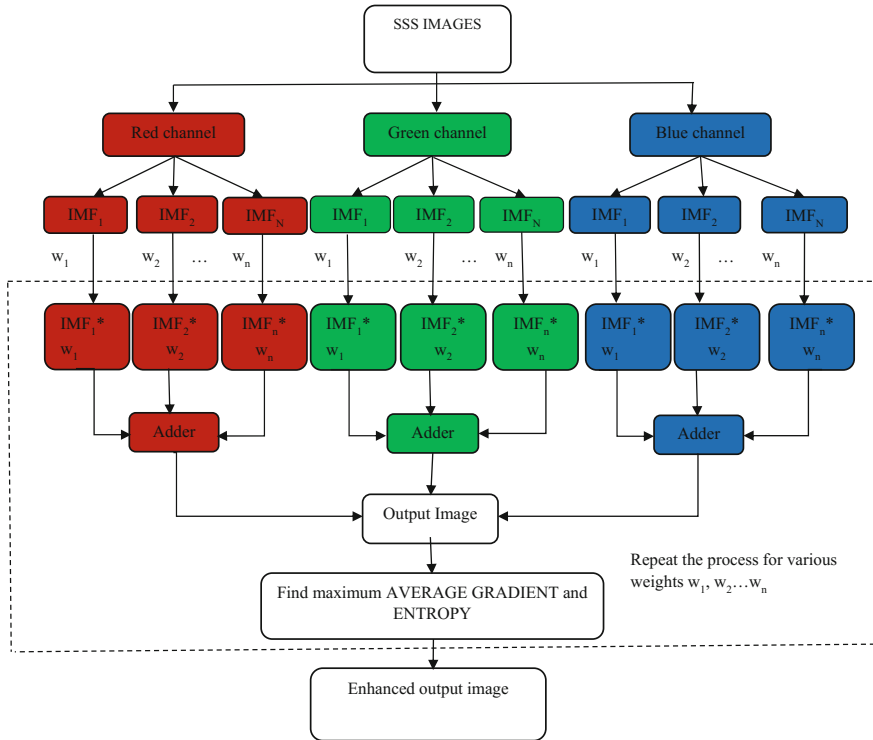 SSS IMAGES
Red channel
Green channel
Blue channel
IMF₁ IMF₂ IMF_N IMF₁ IMF₂ IMF_N IMF₁ IMF₂ IMF_N
w₁ w₂ … wₙ w₁ w₂ … wₙ w₁ w₂ … wₙ
IMF₁* IMF₂* IMFₙ* IMF₁* IMF₂* IMFₙ* IMF₁* IMF₂* IMFₙ*
w₁ w₂ wₙ w₁ w₂ wₙ w₁ w₂ wₙ
Adder
Adder
Adder
Output Image
Repeat the process for various
weights w₁, w₂…wₙ
Find maximum AVERAGE GRADIENT and
ENTROPY
Enhanced output image